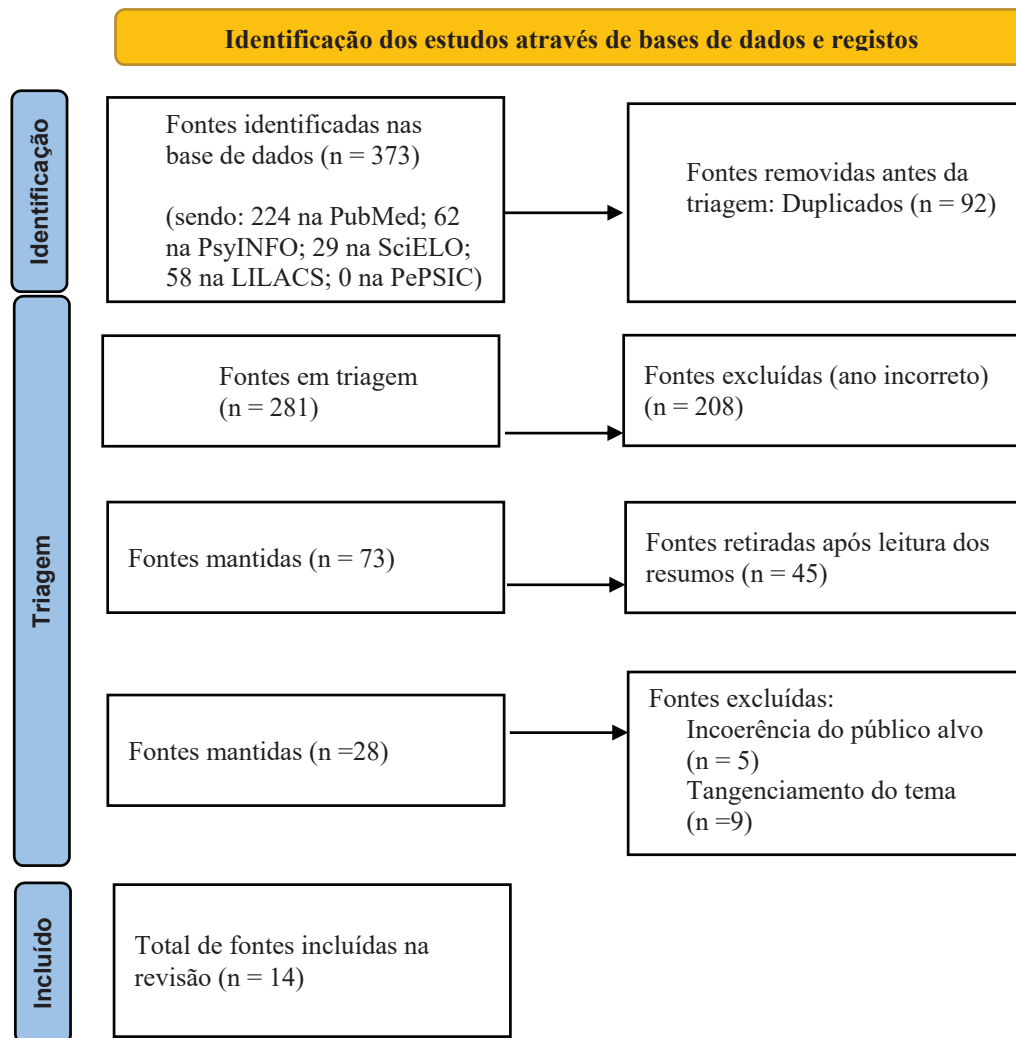 Identificação dos estudos através de bases de dados e registos
Identificação
Fontes identificadas nas
base de dados (n = 373)
(sendo: 224 na PubMed; 62
na PsyINFO; 29 na SciELO;
58 na LILACS; 0 na PePSIC)
Fontes removidas antes da
triagem: Duplicados (n = 92)
Triagem
Fontes em triagem
(n = 281)
Fontes excluídas (ano incorreto)
(n = 208)
Fontes mantidas (n = 73)
Fontes retiradas após leitura dos
resumos (n = 45)
Fontes mantidas (n =28)
Fontes excluídas:
Incoerência do público alvo
(n = 5)
Tangenciamento do tema
(n =9)
Incluído
Total de fontes incluídas na
revisão (n = 14)